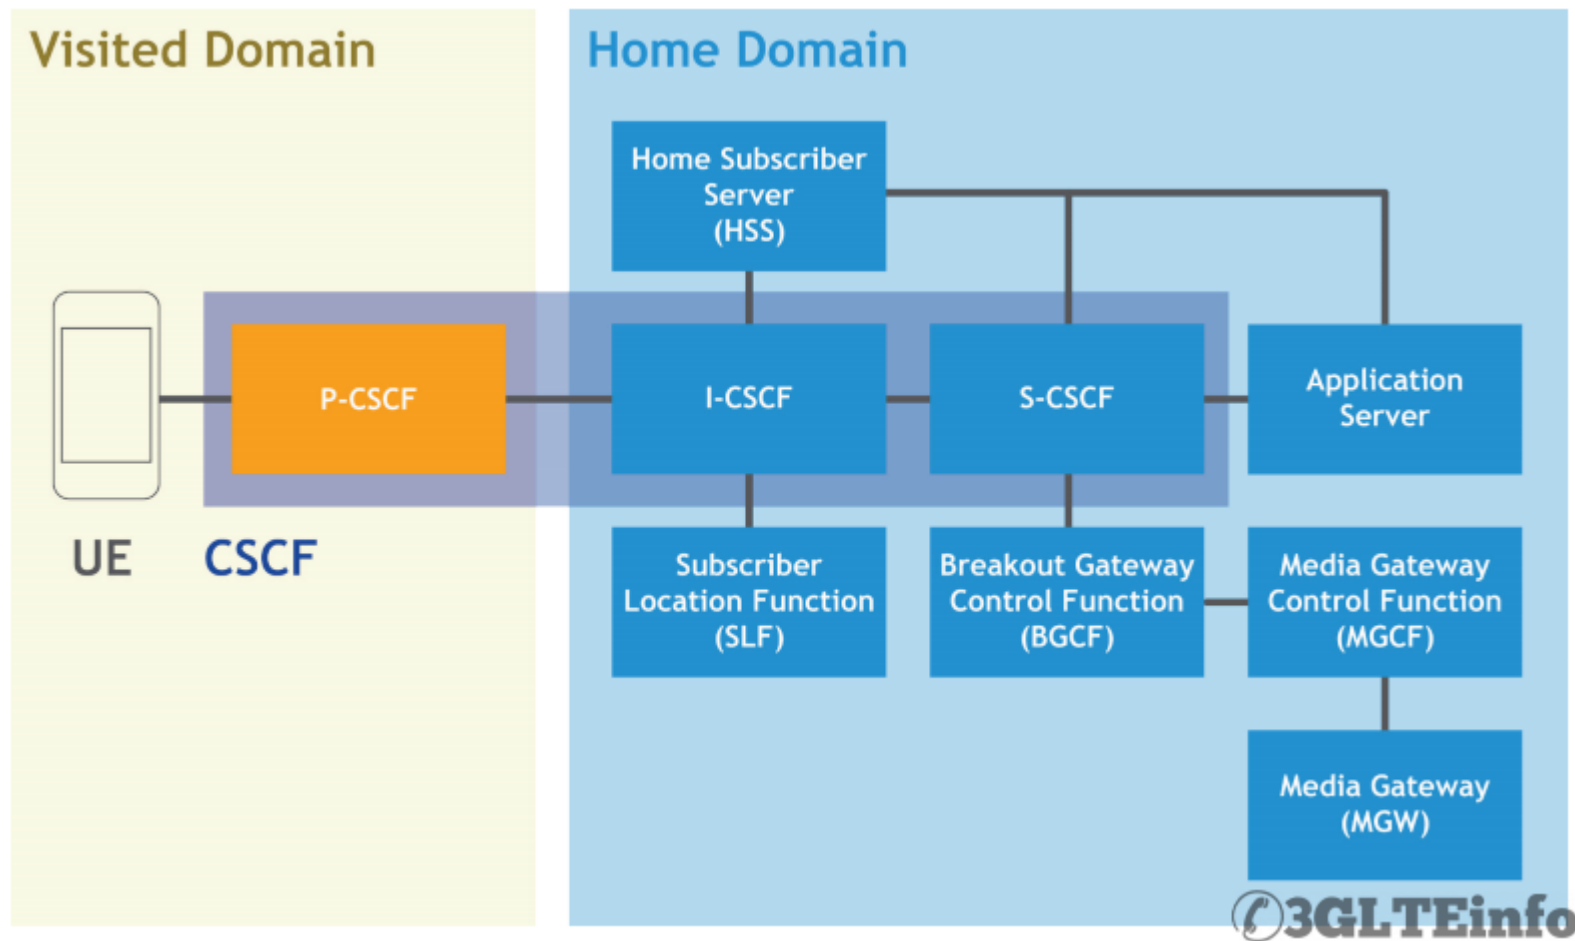 Visited Domain
Home Domain
Home Subscriber
Server
(HSS)
P-CSCF
I-CSCF
S-CSCF
Application
Server
UE
CSCF
Subscriber
Location Function
(SLF)
Breakout Gateway
Control Function
(BGCF)
Media Gateway
Control Function
(MGCF)
Media Gateway
(MGW)
3GLTEinfo